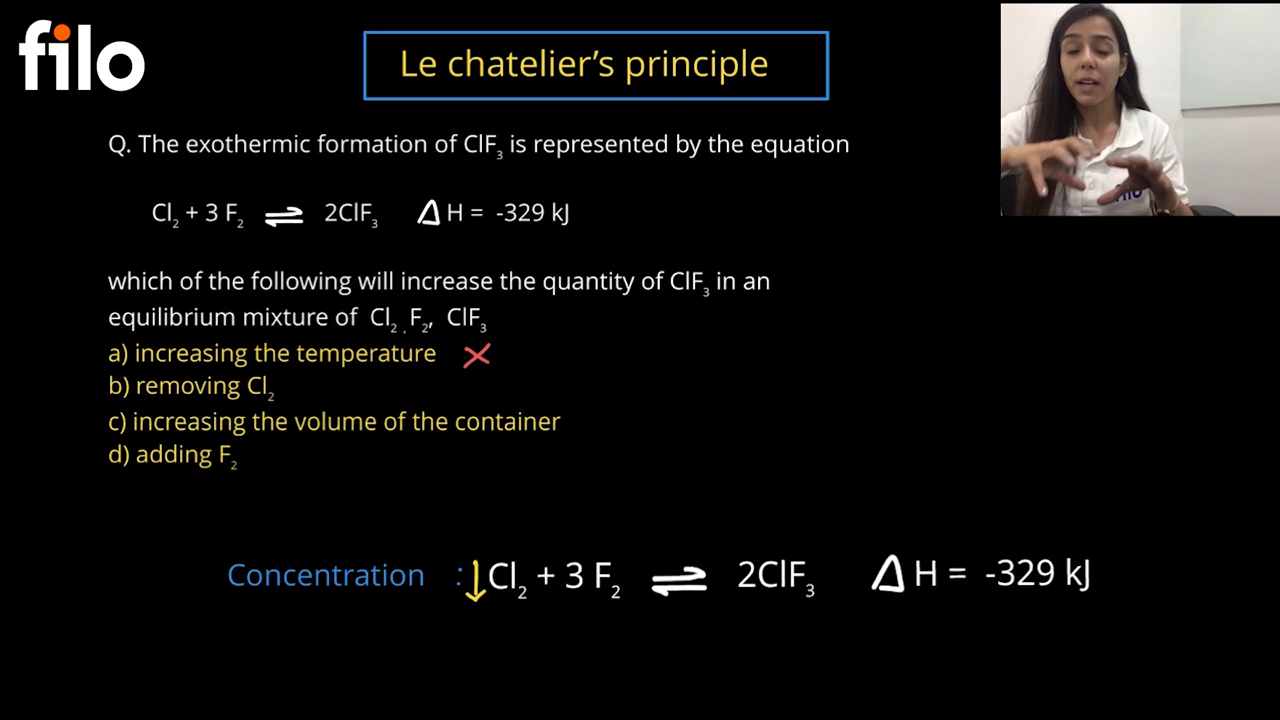 filo
Le chatelier's principle
Q. The exothermic formation of ClF₃ is represented by the equation
Cl₂ + 3 F₂ ⇌ 2ClF₃ Δ H = -329 kJ
which of the following will increase the quantity of ClF₃ in an
equilibrium mixture of Cl₂ , F₂, ClF₃
a) increasing the temperature ✗
b) removing Cl₂
c) increasing the volume of the container
d) adding F₂
Concentration : ↓Cl₂ + 3 F₂ ⇌ 2ClF₃ Δ H = -329 kJ
filo